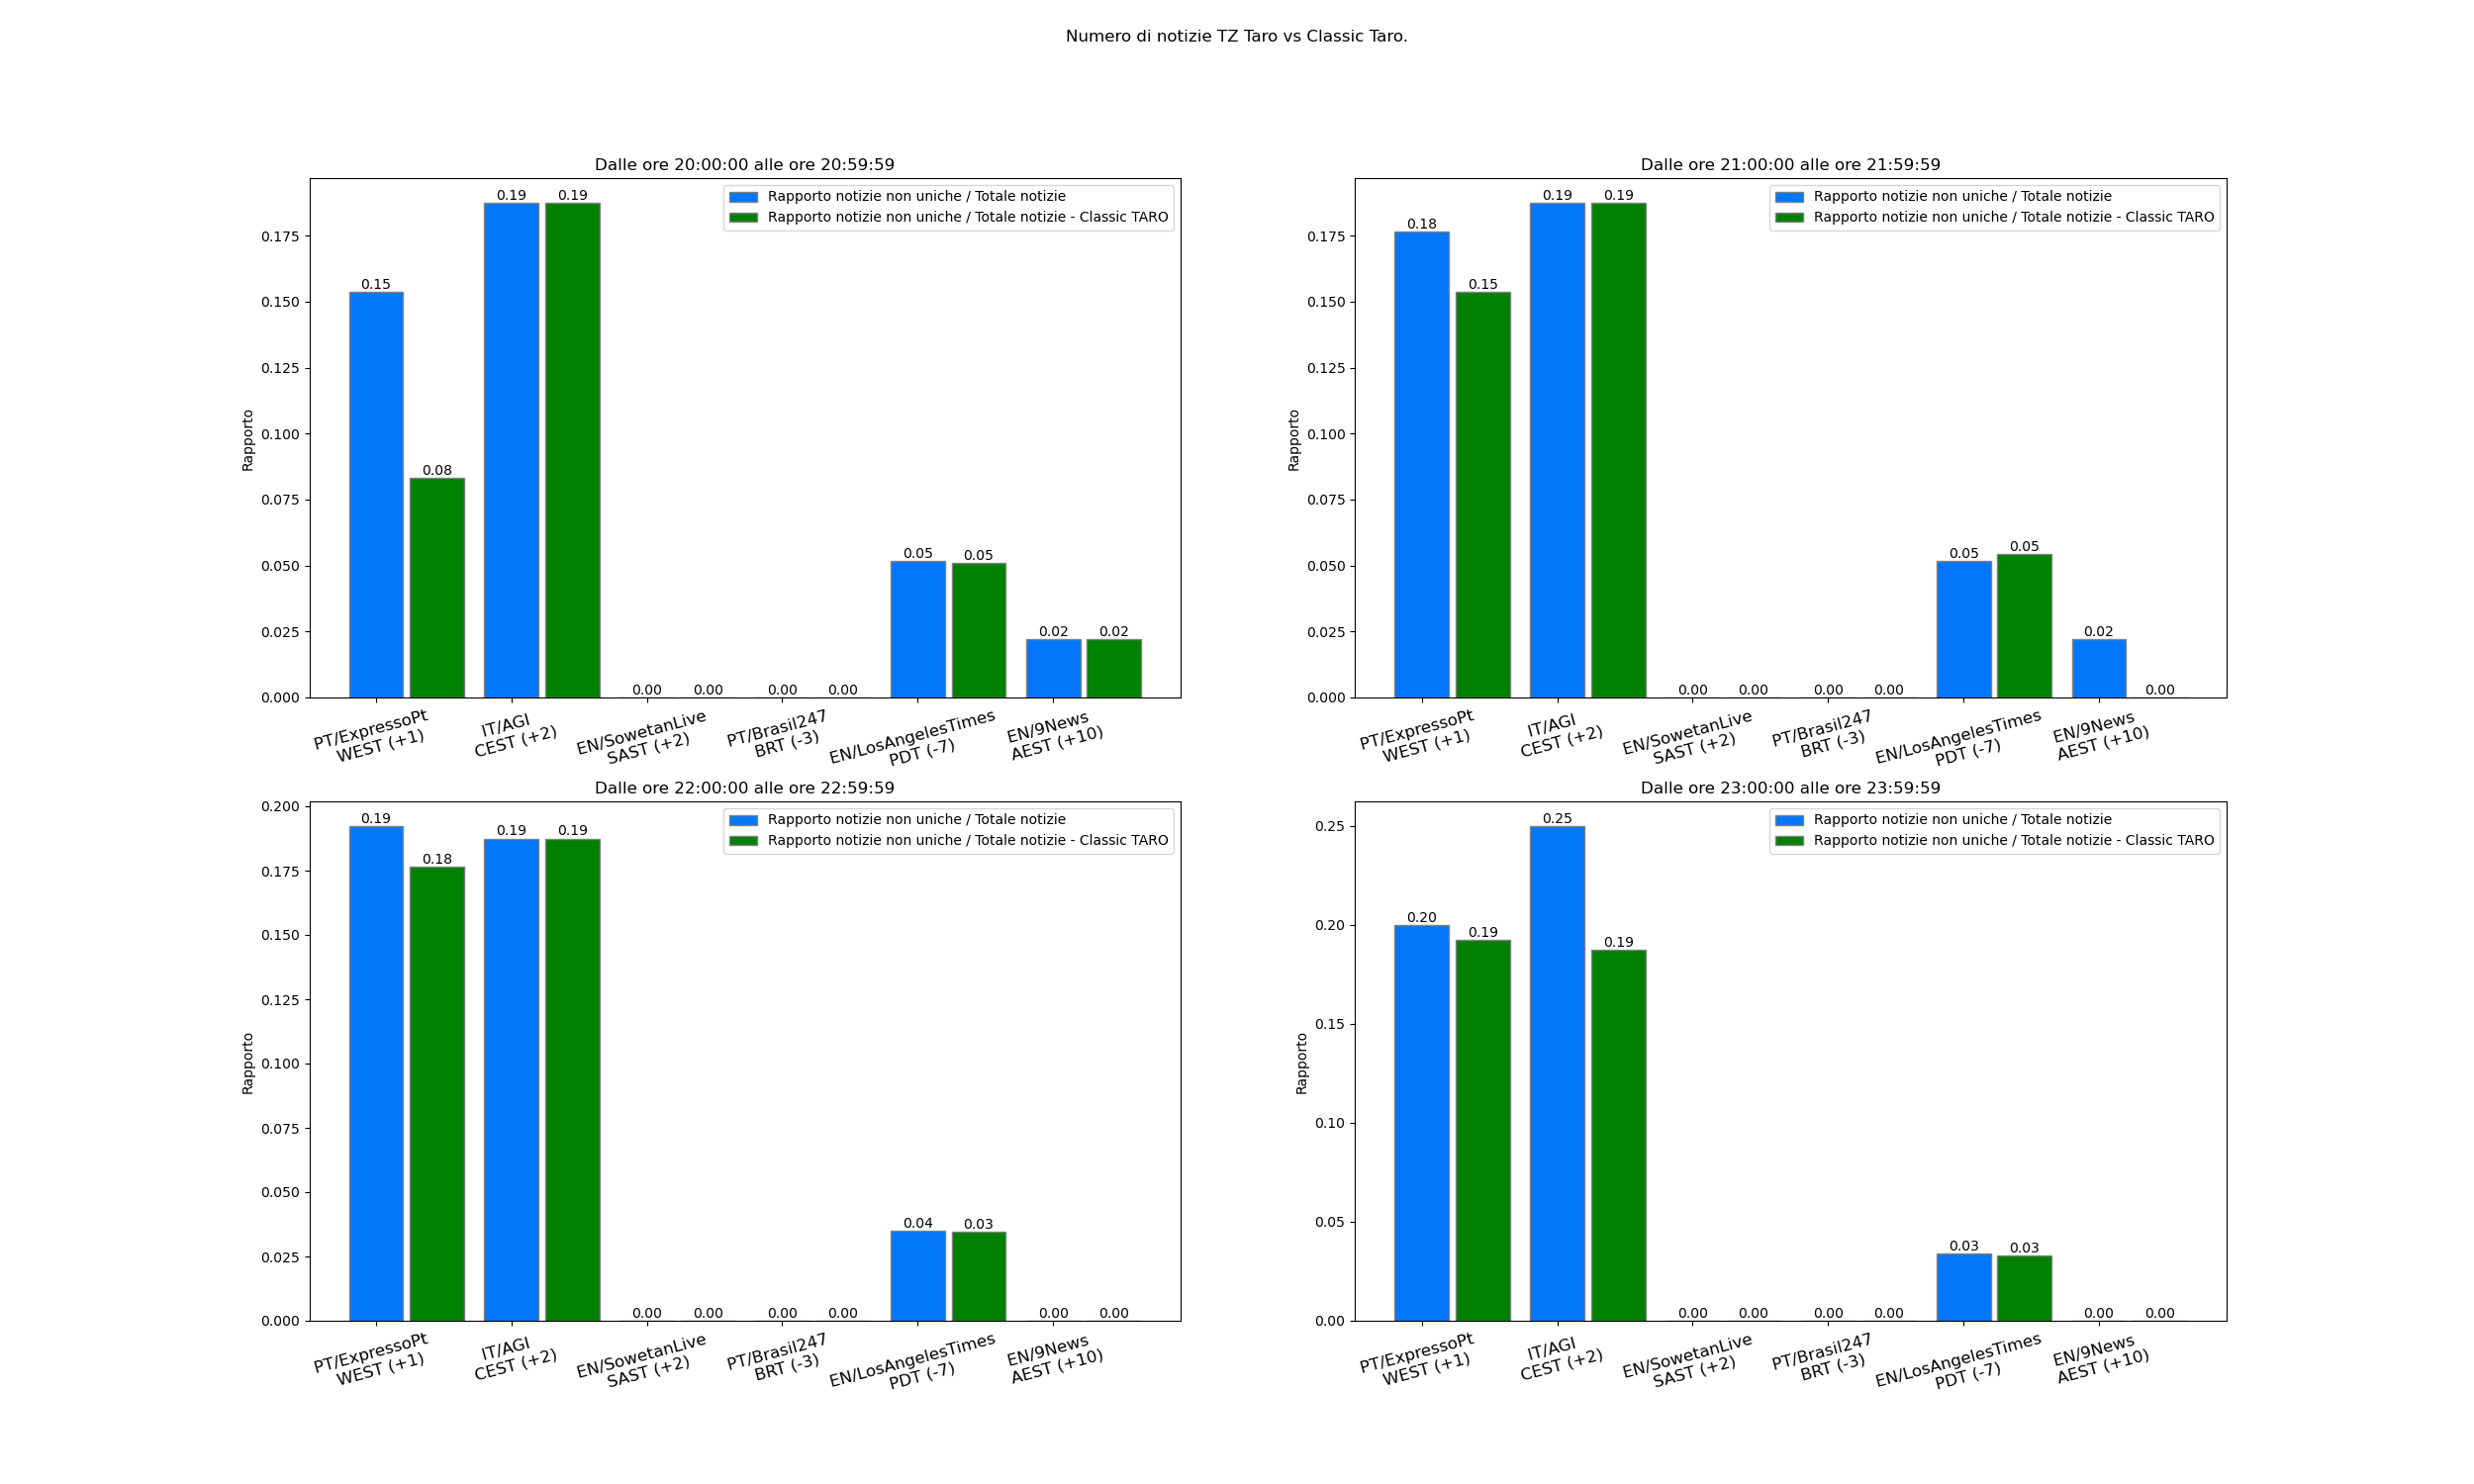 Numero di notizie TZ Taro vs Classic Taro.
Dalle ore 20:00:00 alle ore 20:59:59
Rapporto notizie non uniche / Totale notizie
Rapporto notizie non uniche / Totale notizie - Classic TARO
Rapporto
0.175
0.150
0.125
0.100
0.075
0.050
0.025
0.000
0.15
0.08
0.19
0.19
0.00
0.00
0.00
0.00
0.05
0.05
0.02
0.02
PT/ExpressoPt
WEST (+1)
IT/AGI
CEST (+2)
EN/SowetanLive
SAST (+2)
PT/Brasil247
BRT (-3)
EN/LosAngelesTimes
PDT (-7)
EN/9News
AEST (+10)
Dalle ore 21:00:00 alle ore 21:59:59
Rapporto notizie non uniche / Totale notizie
Rapporto notizie non uniche / Totale notizie - Classic TARO
Rapporto
0.175
0.150
0.125
0.100
0.075
0.050
0.025
0.000
0.18
0.15
0.19
0.19
0.00
0.00
0.00
0.00
0.05
0.05
0.02
0.00
PT/ExpressoPt
WEST (+1)
IT/AGI
CEST (+2)
EN/SowetanLive
SAST (+2)
PT/Brasil247
BRT (-3)
EN/LosAngelesTimes
PDT (-7)
EN/9News
AEST (+10)
Dalle ore 22:00:00 alle ore 22:59:59
Rapporto notizie non uniche / Totale notizie
Rapporto notizie non uniche / Totale notizie - Classic TARO
Rapporto
0.200
0.175
0.150
0.125
0.100
0.075
0.050
0.025
0.000
0.19
0.18
0.19
0.19
0.00
0.00
0.00
0.00
0.04
0.03
0.00
0.00
PT/ExpressoPt
WEST (+1)
IT/AGI
CEST (+2)
EN/SowetanLive
SAST (+2)
PT/Brasil247
BRT (-3)
EN/LosAngelesTimes
PDT (-7)
EN/9News
AEST (+10)
Dalle ore 23:00:00 alle ore 23:59:59
Rapporto notizie non uniche / Totale notizie
Rapporto notizie non uniche / Totale notizie - Classic TARO
Rapporto
0.25
0.20
0.15
0.10
0.05
0.00
0.20
0.19
0.25
0.19
0.00
0.00
0.00
0.00
0.03
0.03
0.00
0.00
PT/ExpressoPt
WEST (+1)
IT/AGI
CEST (+2)
EN/SowetanLive
SAST (+2)
PT/Brasil247
BRT (-3)
EN/LosAngelesTimes
PDT (-7)
EN/9News
AEST (+10)